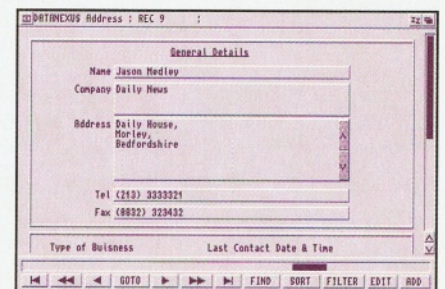 DATANEXUS Address : REC 9 :
General Details
Name Jason Medley
Company Daily News
Address Daily House,
Morley,
Bedfordshire
Tel (213) 3333321
Fax (0832) 323432
Type of Buisness Last Contact Date & Time
GOTO FIND SORT FILTER EDIT ADD